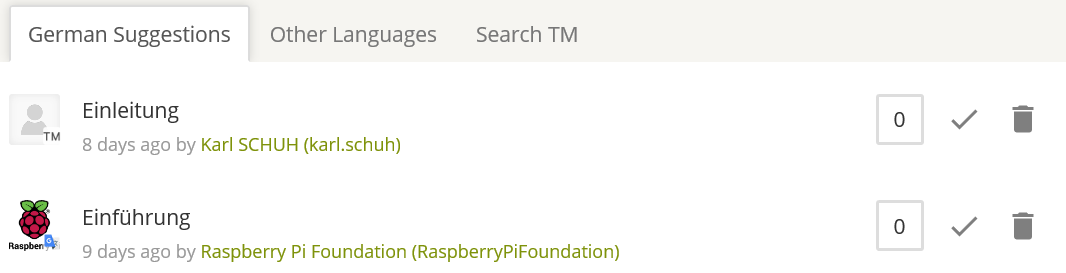 German Suggestions Other Languages Search TM
Einleitung 0
TM
8 days ago by Karl SCHUH (karl.schuh)
Einführung 0
Raspberry
9 days ago by Raspberry Pi Foundation (RaspberryPiFoundation)